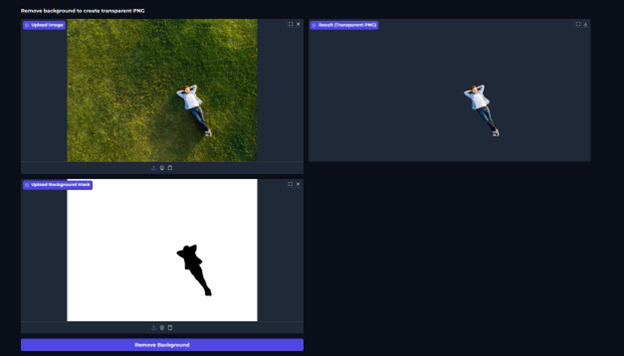 Remove background to create transparent PNG
Upload Image
Result (Transparent PNG)
Upload Background Mask
Remove Background